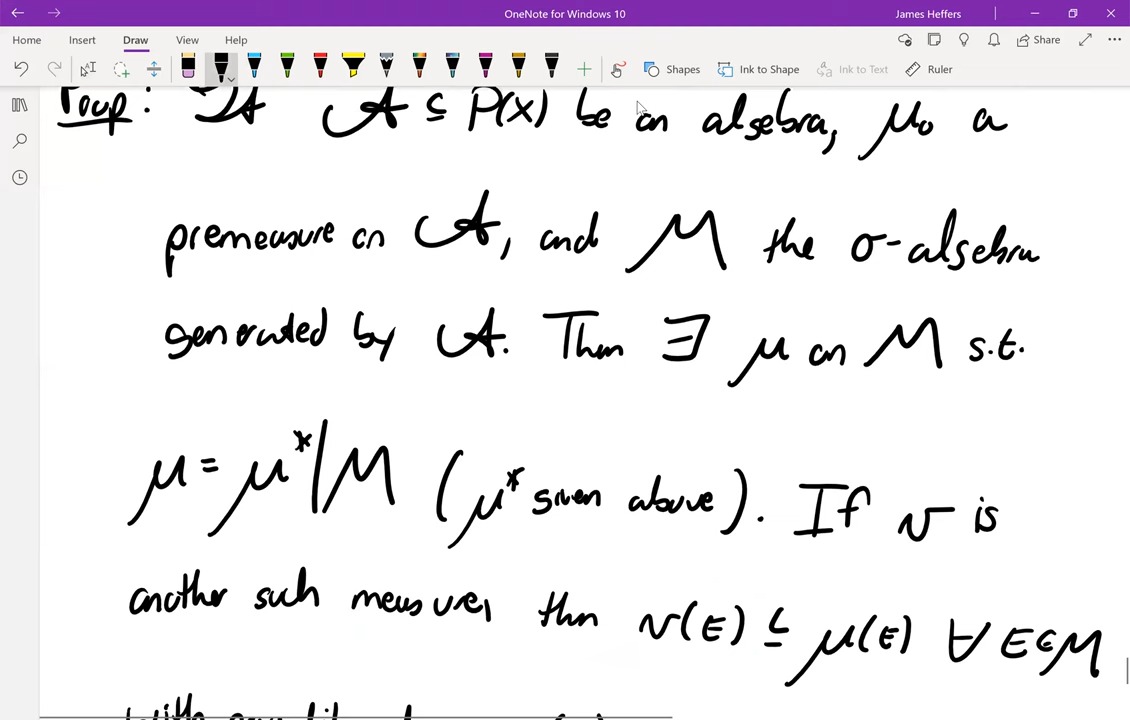 OneNote for Windows 10
James Heffers
Home Insert Draw View Help
Share
Shapes Ink to Shape Ink to Text Ruler
Prop: If 𝒜 ⊆ P(X) be an algebra, μ₀ a
premeasure on 𝒜, and M the σ-algebra
generated by 𝒜. Then ∃ μ on M s.t.
μ = μ*|M (μ* given above). If ν is
another such measure, then ν(E) ≤ μ(E) ∀ E∈M